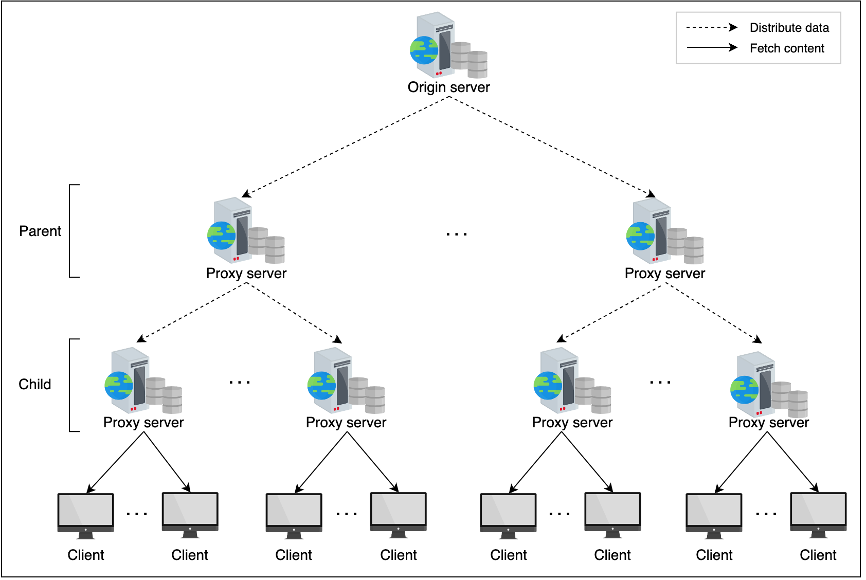 Distribute data
Fetch content
Origin server
Parent
...
Proxy server
Proxy server
Child
... ...
Proxy server
Proxy server
Proxy server
Proxy server
... ... ... ...
Client
Client
Client
Client
Client
Client
Client
Client